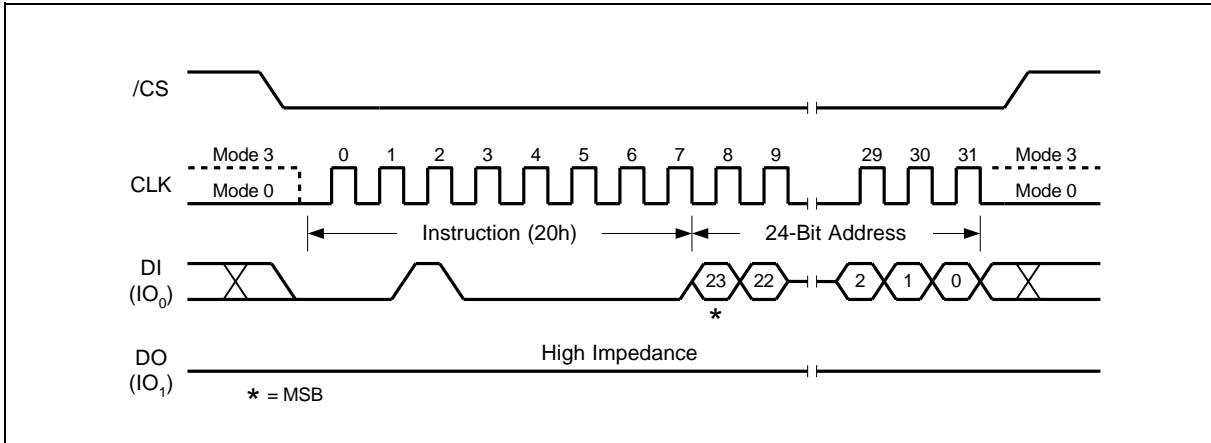 /CS
Mode 3 0 1 2 3 4 5 6 7 8 9 29 30 31 Mode 3
CLK
Mode 0 Mode 0
Instruction (20h) 24-Bit Address
DI
(IO0)
23 22 2 1 0
*
High Impedance
DO
(IO1)
* = MSB